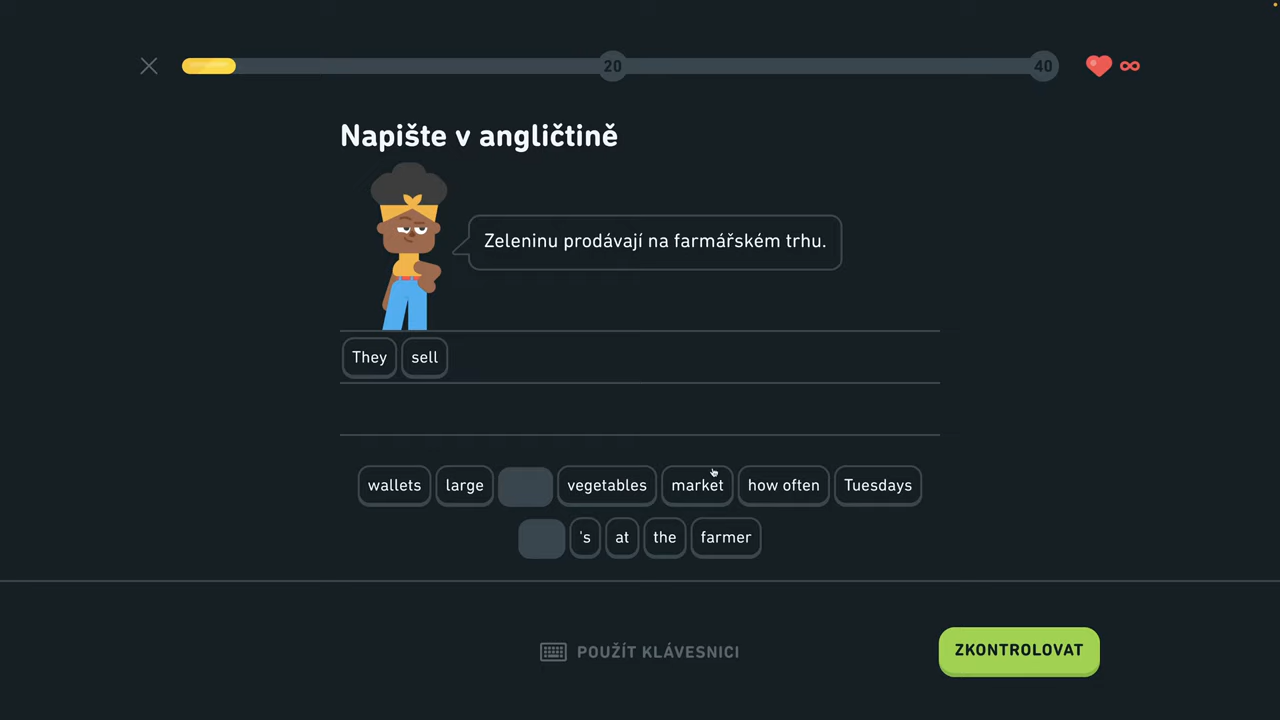 20
40
∞
Napište v angličtině
Zeleninu prodávají na farmářském trhu.
They sell
wallets large vegetables market how often Tuesdays
's at the farmer
POUŽÍT KLÁVESNICI
ZKONTROLOVAT